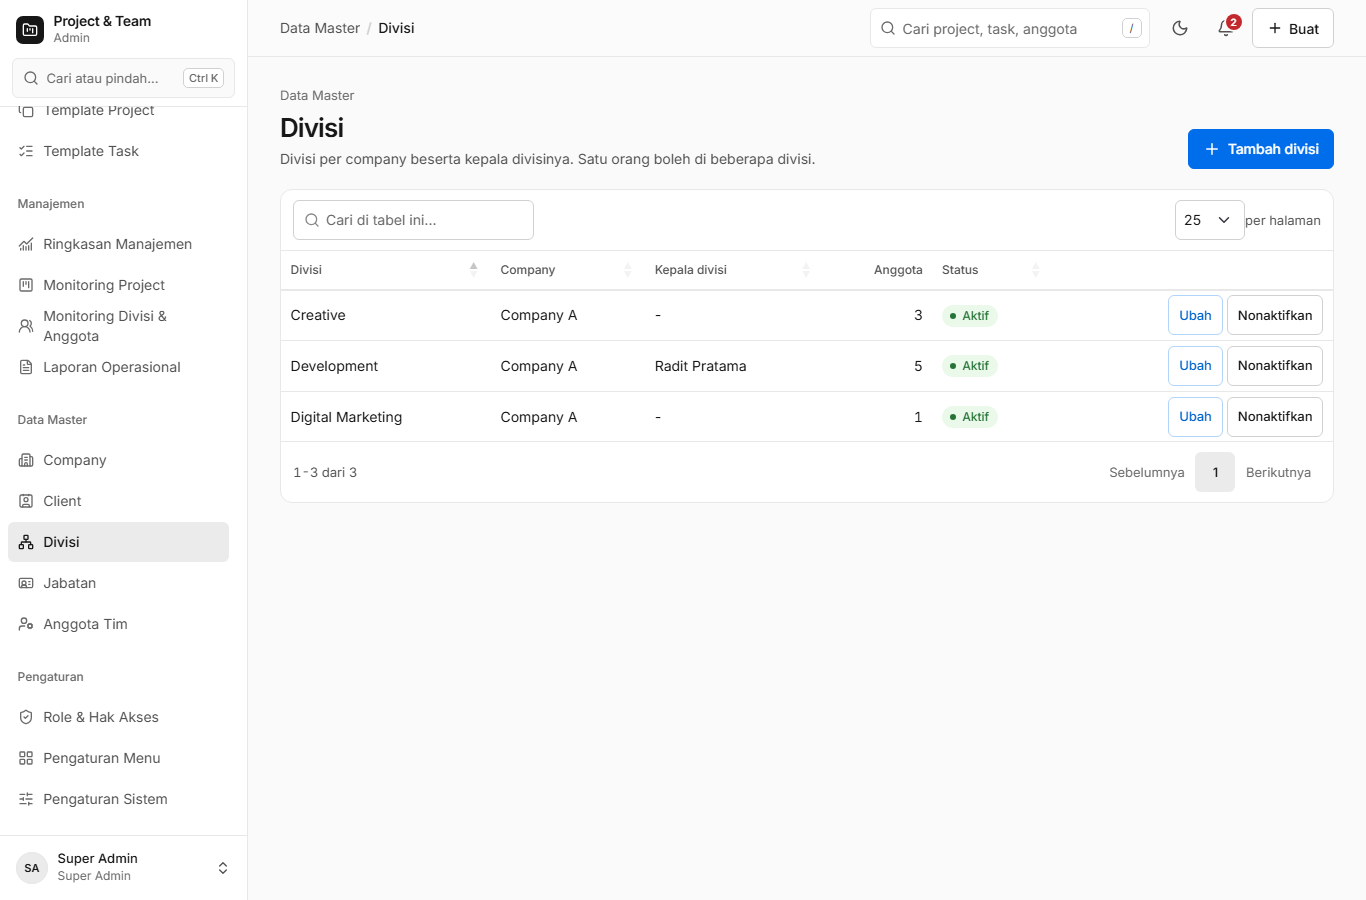 Project & Team
Admin
Cari atau pindah...
Ctrl K
Template Project
Template Task
Manajemen
Ringkasan Manajemen
Monitoring Project
Monitoring Divisi &
Anggota
Laporan Operasional
Data Master
Company
Client
Divisi
Jabatan
Anggota Tim
Pengaturan
Role & Hak Akses
Pengaturan Menu
Pengaturan Sistem
SA
Super Admin
Super Admin
Data Master / Divisi
Cari project, task, anggota
/
2
Buat
Data Master
Divisi
Divisi per company beserta kepala divisinya. Satu orang boleh di beberapa divisi.
Tambah divisi
Cari di tabel ini...
25 per halaman
Divisi Company Kepala divisi Anggota Status
Creative Company A - 3 Aktif Ubah Nonaktifkan
Development Company A Radit Pratama 5 Aktif Ubah Nonaktifkan
Digital Marketing Company A - 1 Aktif Ubah Nonaktifkan
1-3 dari 3
Sebelumnya 1 Berikutnya